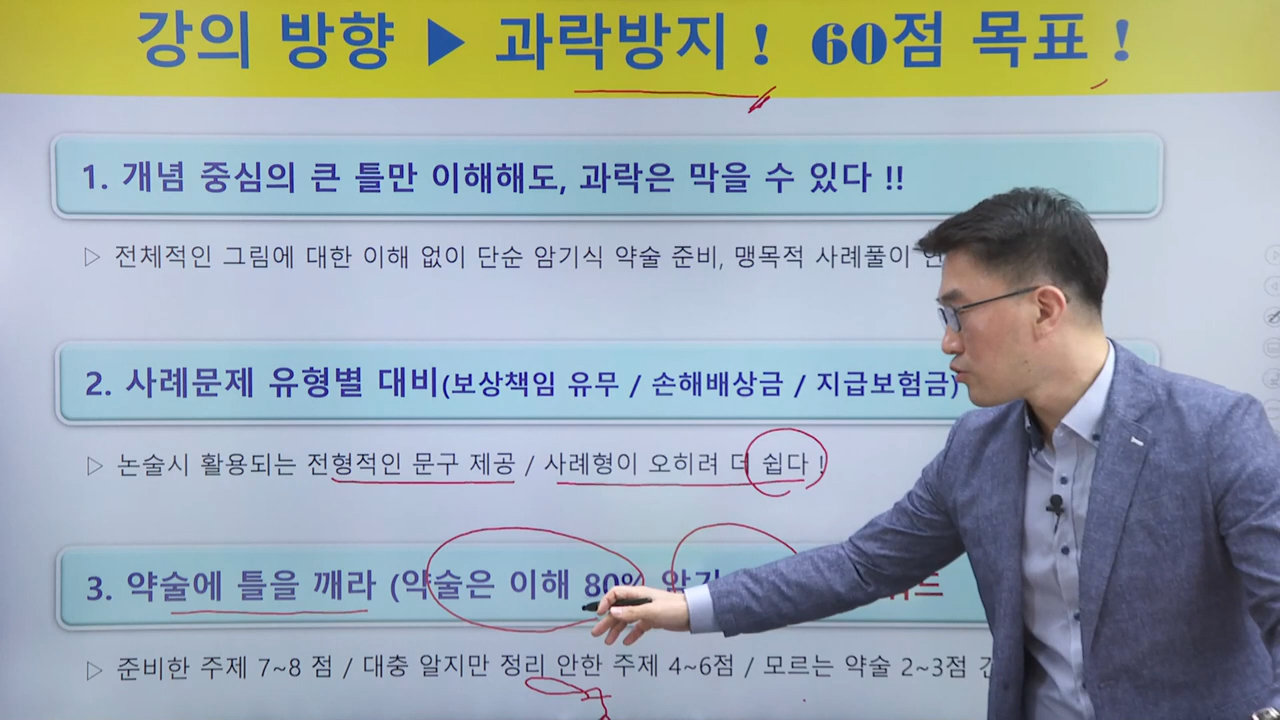 강의 방향 ▶ 과락방지 ! 60점 목표 !
1. 개념 중심의 큰 틀만 이해해도, 과락은 막을 수 있다 !!
▷ 전체적인 그림에 대한 이해 없이 단순 암기식 약술 준비, 맹목적 사례풀이
2. 사례문제 유형별 대비(보상책임 유무 / 손해배상금 / 지급보험금)
▷ 논술시 활용되는 전형적인 문구 제공 / 사례형이 오히려 더 쉽다 !
3. 약술에 틀을 깨라 (약술은 이해 80%
▷ 준비한 주제 7~8 점 / 대충 알지만 정리 안한 주제 4~6점 / 모르는 약술 2~3점